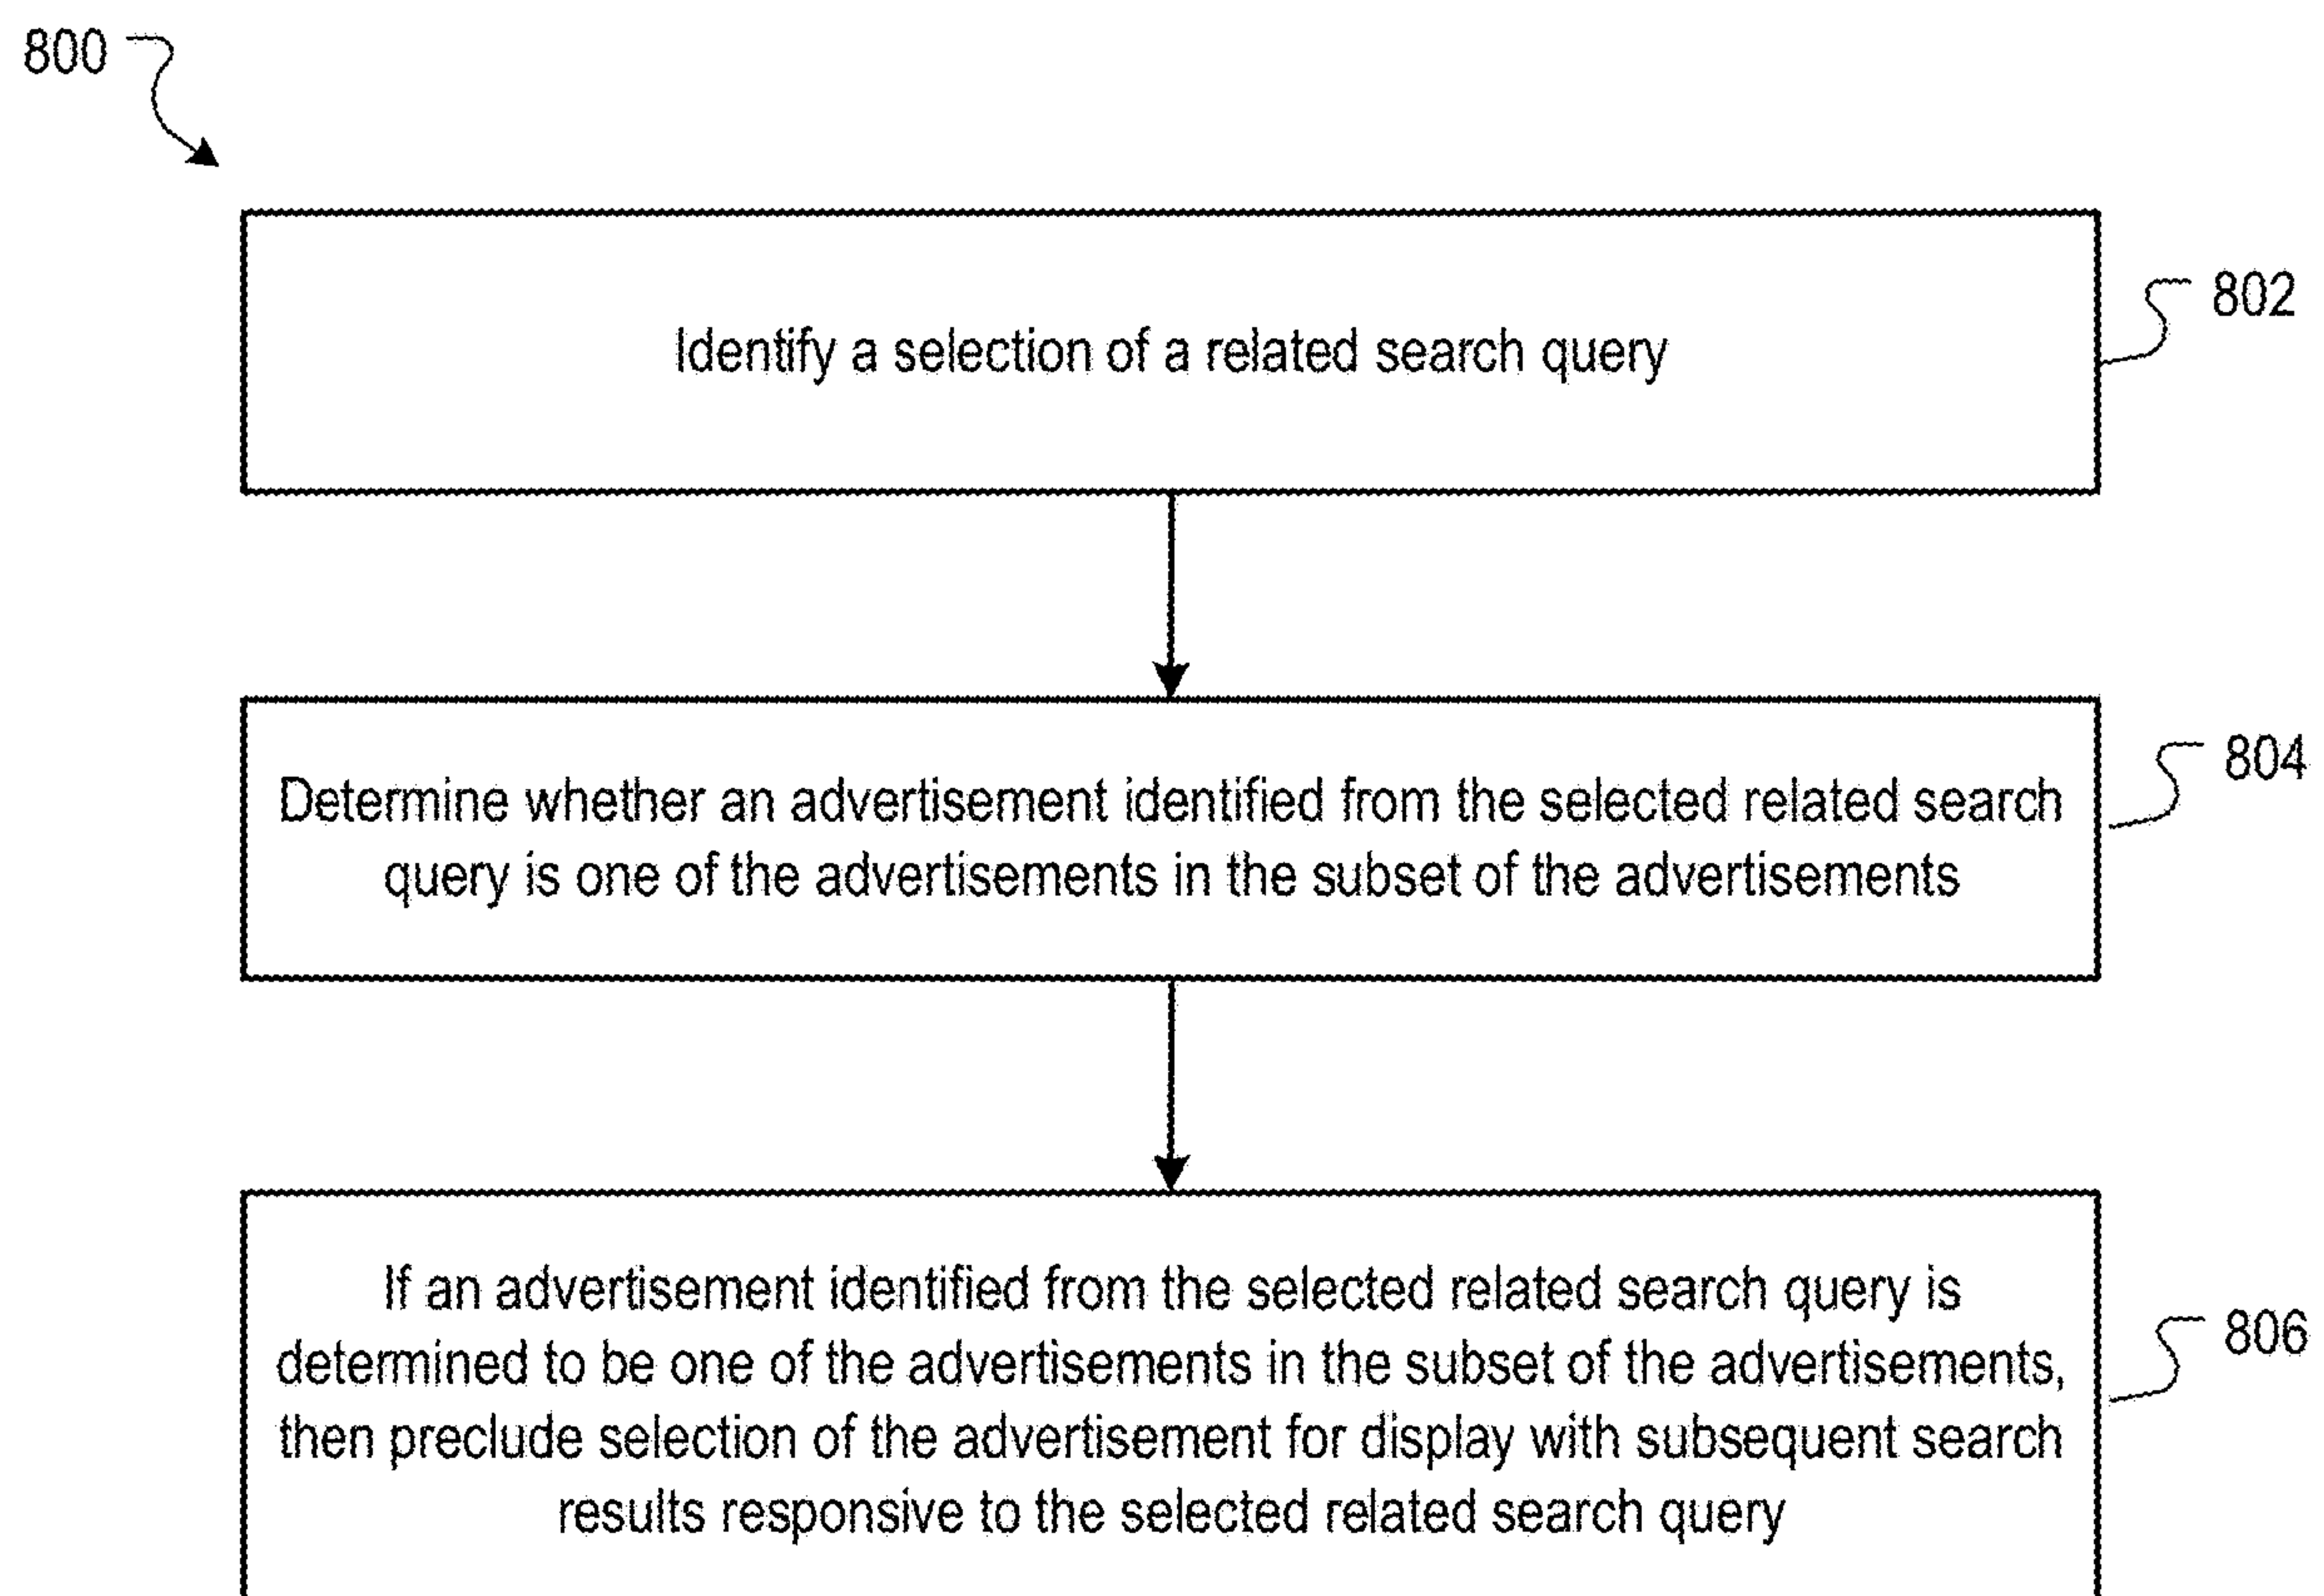 800
Identify a selection of a related search query
802
Determine whether an advertisement identified from the selected related search
query is one of the advertisements in the subset of the advertisements
804
If an advertisement identified from the selected related search query is
determined to be one of the advertisements in the subset of the advertisements,
then preclude selection of the advertisement for display with subsequent search
results responsive to the selected related search query
806